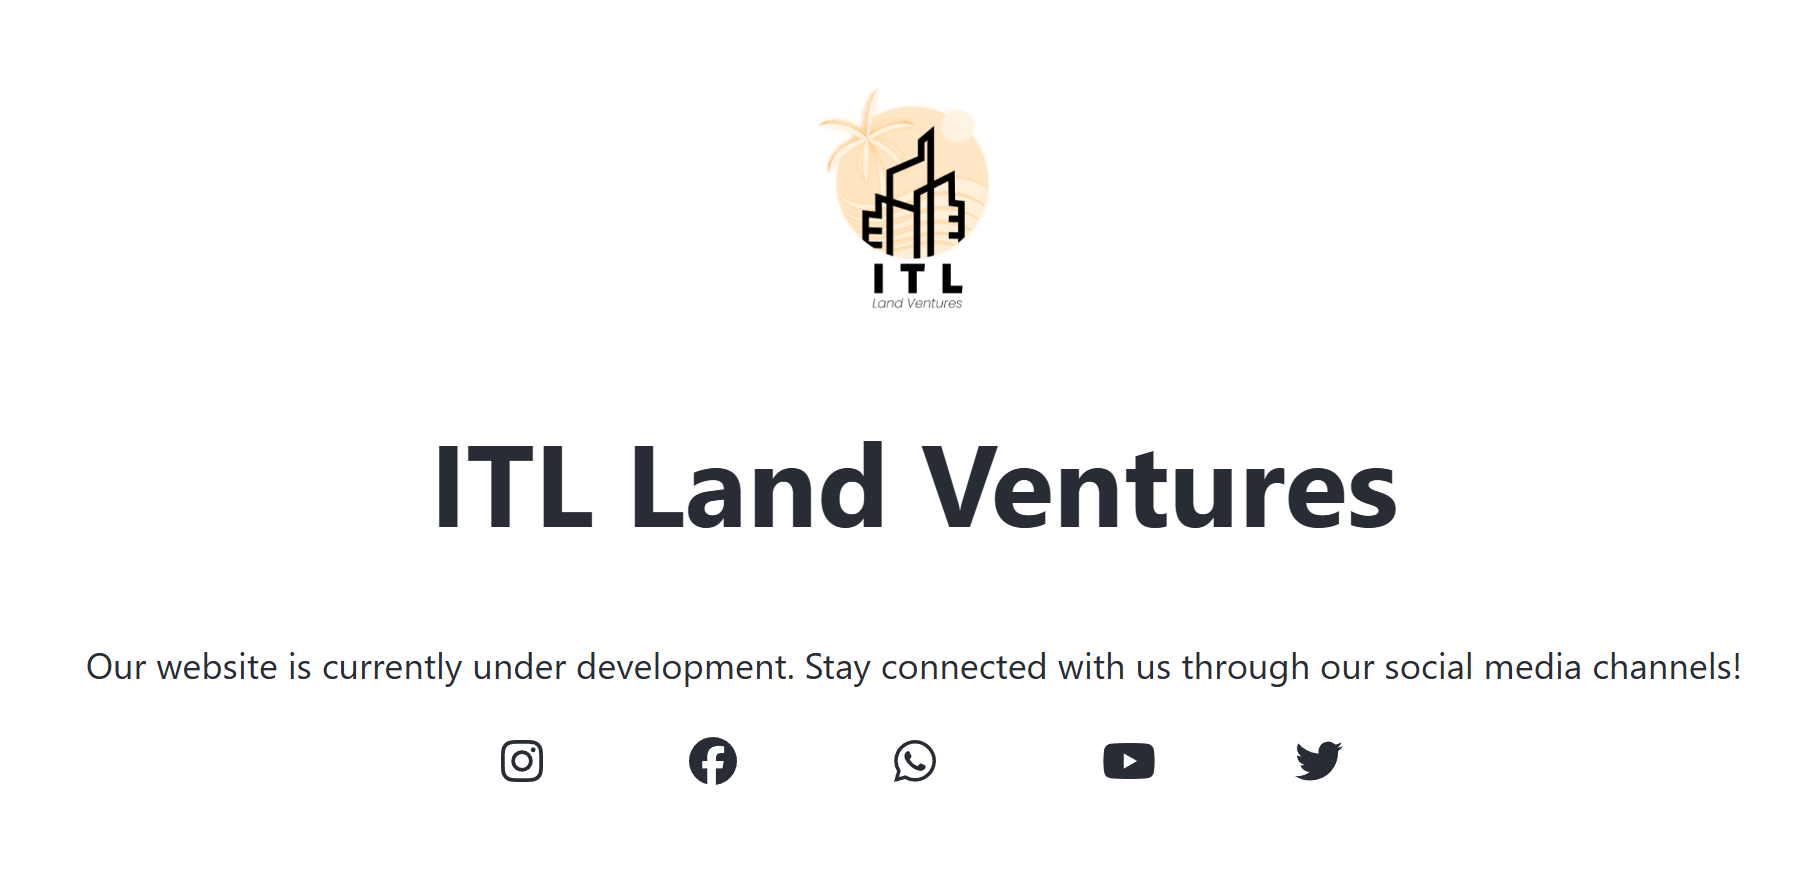 ITL
Land Ventures
ITL Land Ventures
Our website is currently under development. Stay connected with us through our social media channels!